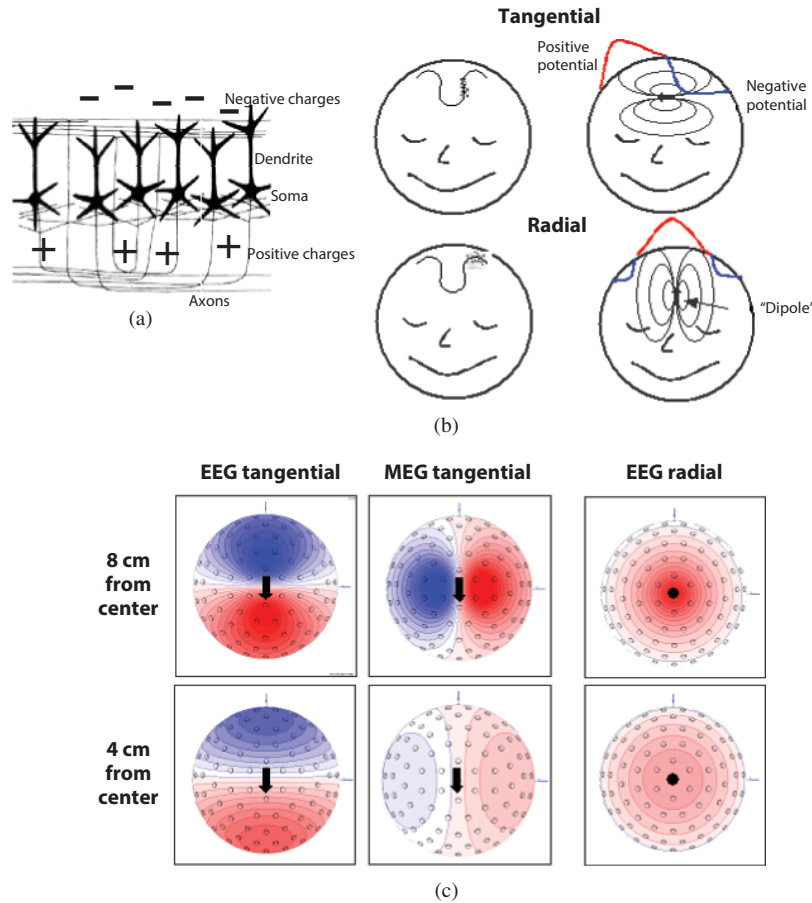 Negative charges
Dendrite
Soma
Positive charges
Axons
(a)
Tangential
Positive
potential
Negative
potential
Radial
"Dipole"
(b)
EEG tangential
MEG tangential
EEG radial
8 cm
from
center
4 cm
from
center
(c)